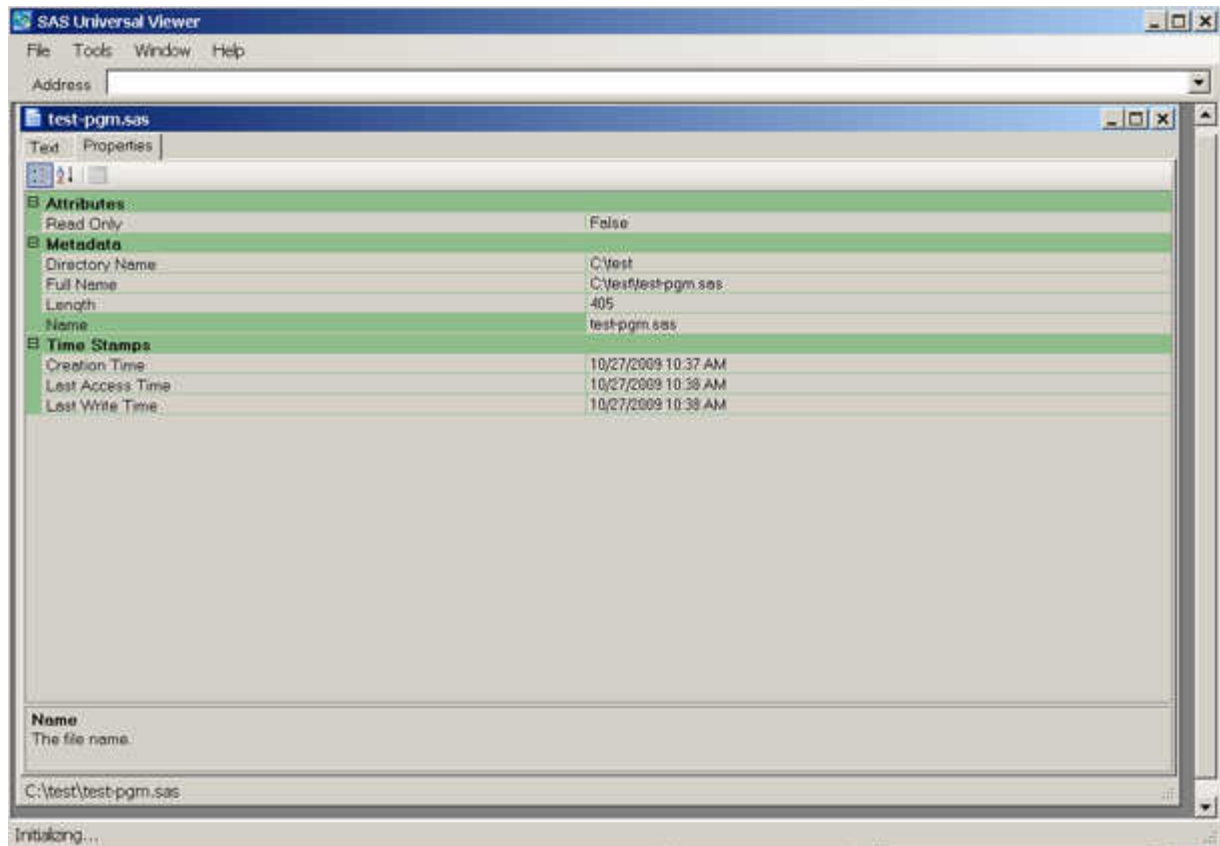 SAS Universal Viewer
File Tools Window Help
Address
test-pgm.sas
Text Properties
Attributes
Read Only False
Metadata
Directory Name C:\test
Full Name C:\test\test-pgm.sas
Length 405
Name test-pgm.sas
Time Stamps
Creation Time 10/27/2009 10:37 AM
Last Access Time 10/27/2009 10:38 AM
Last Write Time 10/27/2009 10:38 AM
Name
The file name.
C:\test\test-pgm.sas
Initializing...